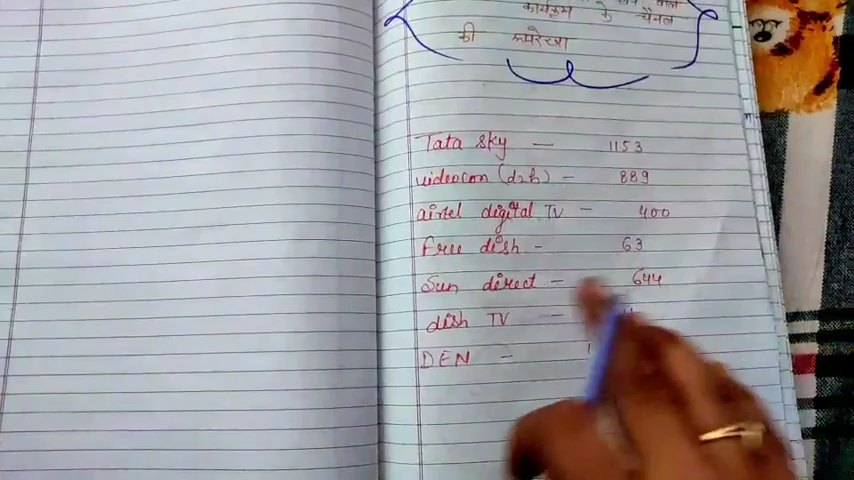 कार्यक्रम के चैनल
की रूपरेखा
Tata sky — 1153
videocon (d2h) – 889
airtel digital TV – 400
Free dish – 63
Sun direct – 644
dish TV –
DEN –